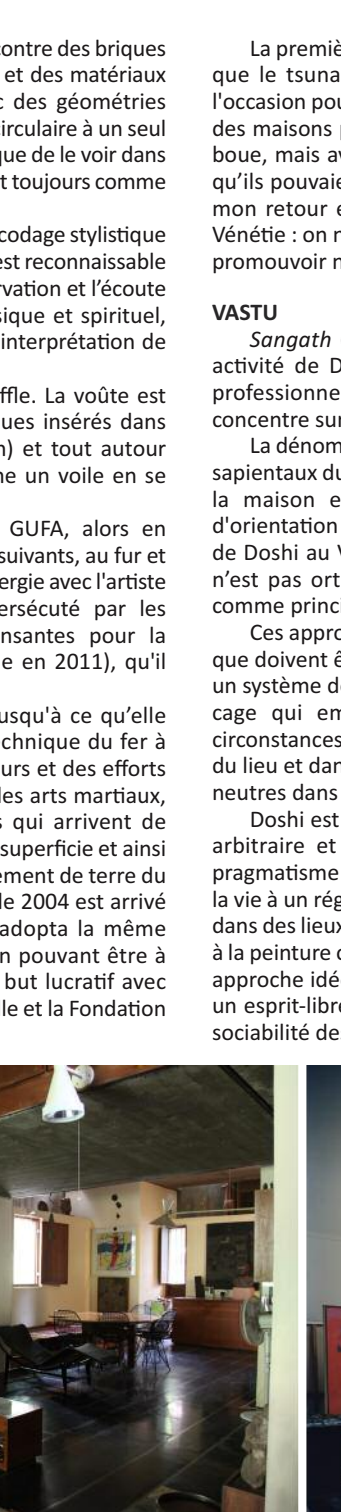 contre des briques
et des matériaux
des géométries
circulaire à un seul
que de le voir dans
t toujours comme
codage stylistique
est reconnaissable
rvation et l’écoute
sique et spirituel,
interprétation de
ffle. La voûte est
ues insérés dans
n) et tout autour
ne un voile en se
GUFA, alors en
suivants, au fur et
ergie avec l'artiste
ersécuté par les
nsantes pour la
e en 2011), qu'il
usqu'à ce qu’elle
echnique du fer à
urs et des efforts
les arts martiaux,
s qui arrivent de
superficie et ainsi
ement de terre du
de 2004 est arrivé
adopta la même
n pouvant être à
but lucratif avec
le et la Fondation
La premiè
que le tsuna
l'occasion pou
des maisons p
boue, mais av
qu’ils pouvaie
mon retour e
Vénétie : on n
promouvoir n
VASTU
Sangath
activité de D
professionne
concentre sur
La dénom
sapientaux du
la maison e
d'orientation
de Doshi au V
n’est pas ort
comme princi
Ces appro
que doivent ê
un système de
cage qui em
circonstances
du lieu et dan
neutres dans
Doshi est
arbitraire et
pragmatisme
la vie à un rég
dans des lieux
à la peinture d
approche idé
un esprit-libre
sociabilité de